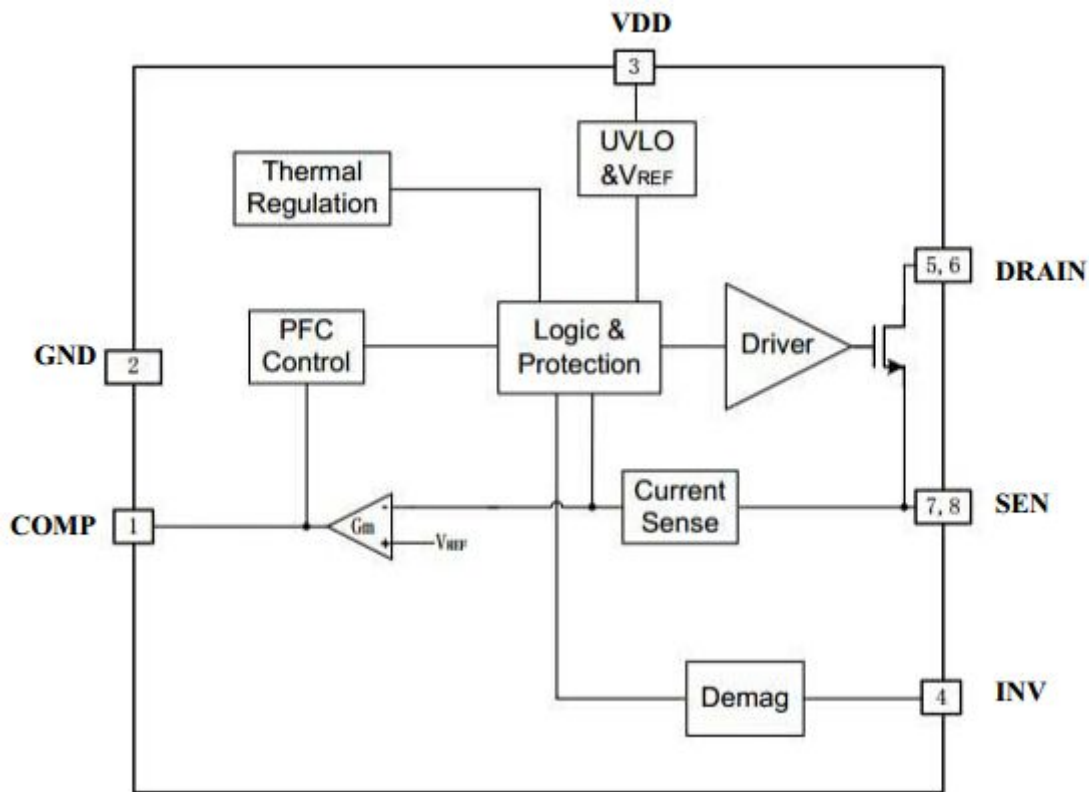 VDD
3
UVLO
&VREF
Thermal
Regulation
5, 6
DRAIN
PFC
Control
Logic &
Protection
Driver
GND
2
Current
Sense
SEN
7, 8
COMP
1
Gm
-
+
VREF
Demag
INV
4